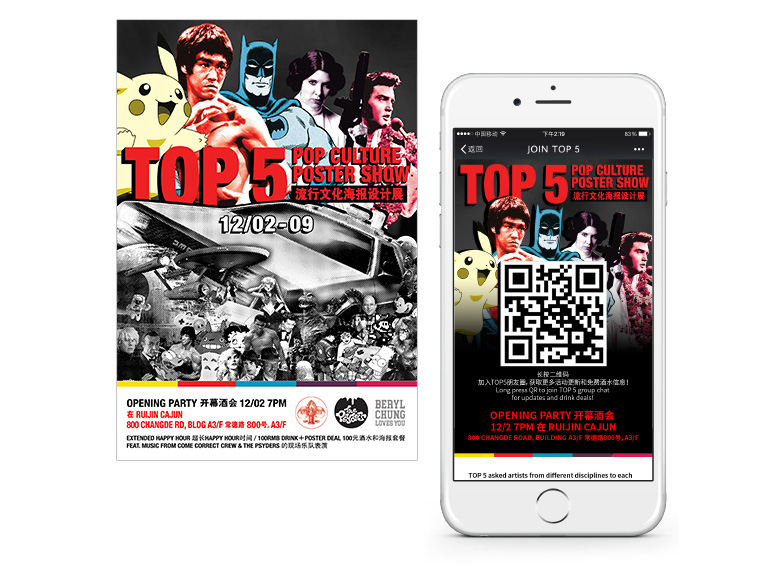 TOP 5
POP CULTURE
POSTER SHOW
流行文化海报设计展
12/02-09
OPENING PARTY 开幕酒会 12/02 7PM
在 RUIJIN CAJUN
800 CHANGDE RD, BLDG A3/F 常德路 800号, A3/F
EXTENDED HAPPY HOUR 超长HAPPY HOUR时间 / 100RMB DRINK + POSTER DEAL 100元酒水和海报套餐
FEAT. MUSIC FROM COME CORRECT CREW & THE PSYDERS 的现场乐队表演
The Psyders
BERYL
CHUNG
LOVES YOU
中国移动
下午2:19
83%
返回
JOIN TOP 5
TOP 5
POP CULTURE
POSTER SHOW
流行文化海报设计展
长按二维码
加入TOP5朋友圈, 获取更多活动更新和免费酒水信息!
Long press QR to join TOP 5 group chat
for updates and drink deals!
OPENING PARTY 开幕酒会
12/2 7PM 在 RUIJIN CAJUN
800 CHANGDE ROAD, BUILDING A3/F 常德路800号, A3/F
TOP 5 asked artists from different disciplines to each